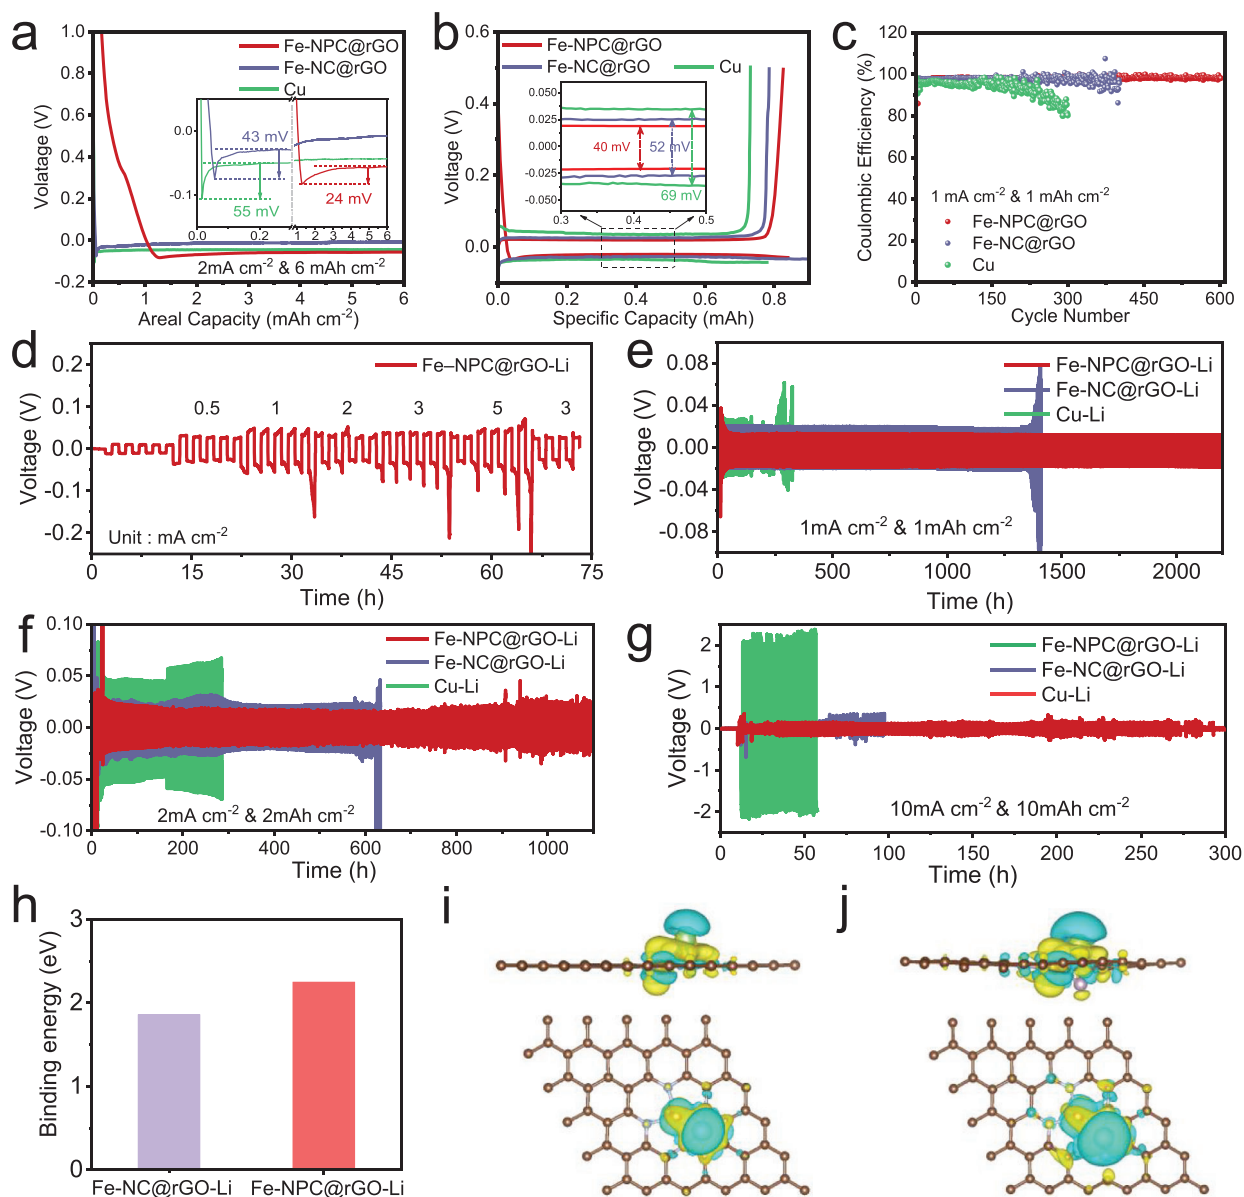 a
1.0
0.8
0.6
0.4
0.2
0.0
-0.2
Volatage (V)
Fe-NPC@rGO
Fe-NC@rGO
Cu
0.0
-0.1
43 mV
55 mV
24 mV
0.0 0.2 1 2 3 4 5 6
2mA cm⁻² & 6 mAh cm⁻²
0 1 2 3 4 5 6
Areal Capacity (mAh cm⁻²)
b
0.6
0.4
0.2
0.0
Voltage (V)
Fe-NPC@rGO
Fe-NC@rGO Cu
0.050
0.025
0.000
-0.025
-0.050
40 mV 52 mV
69 mV
0.3 0.4 0.5
0.0 0.2 0.4 0.6 0.8
Specific Capacity (mAh)
c
120
100
80
60
40
20
0
Coulombic Efficiency (%)
1 mA cm⁻² & 1 mAh cm⁻²
Fe-NPC@rGO
Fe-NC@rGO
Cu
0 150 300 450 600
Cycle Number
d
0.2
0.1
0.0
-0.1
-0.2
Voltage (V)
Fe–NPC@rGO-Li
0.5 1 2 3 5 3
Unit : mA cm⁻²
0 15 30 45 60 75
Time (h)
e
0.08
0.04
0.00
-0.04
-0.08
Voltage (V)
Fe-NPC@rGO-Li
Fe-NC@rGO-Li
Cu-Li
1mA cm⁻² & 1mAh cm⁻²
0 500 1000 1500 2000
Time (h)
f
0.10
0.05
0.00
-0.05
-0.10
Voltage (V)
Fe-NPC@rGO-Li
Fe-NC@rGO-Li
Cu-Li
2mA cm⁻² & 2mAh cm⁻²
0 200 400 600 800 1000
Time (h)
g
2
1
0
-1
-2
Voltage (V)
Fe-NPC@rGO-Li
Fe-NC@rGO-Li
Cu-Li
10mA cm⁻² & 10mAh cm⁻²
0 50 100 150 200 250 300
Time (h)
h
3
2
1
0
Binding energy (eV)
Fe-NC@rGO-Li Fe-NPC@rGO-Li
i
j